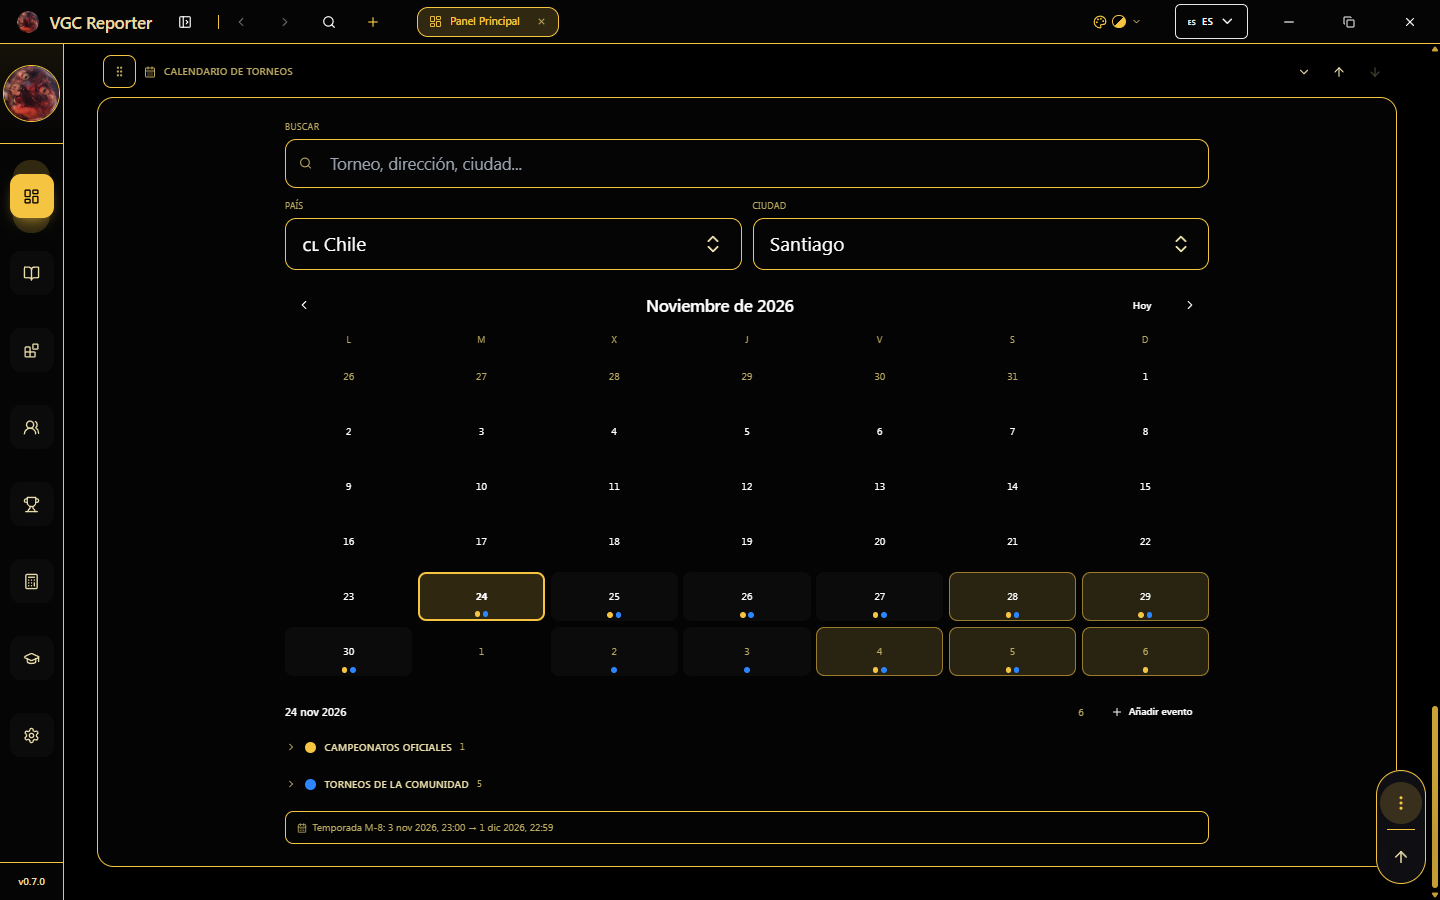 VGC Reporter
Panel Principal
ES ES
CALENDARIO DE TORNEOS
BUSCAR
Torneo, dirección, ciudad...
PAÍS
CIUDAD
CL Chile
Santiago
Noviembre de 2026
Hoy
L M X J V S D
26 27 28 29 30 31 1
2 3 4 5 6 7 8
9 10 11 12 13 14 15
16 17 18 19 20 21 22
23 24 25 26 27 28 29
30 1 2 3 4 5 6
24 nov 2026
6
Añadir evento
CAMPEONATOS OFICIALES 1
TORNEOS DE LA COMUNIDAD 5
Temporada M-8: 3 nov 2026, 23:00 → 1 dic 2026, 22:59
v0.7.0